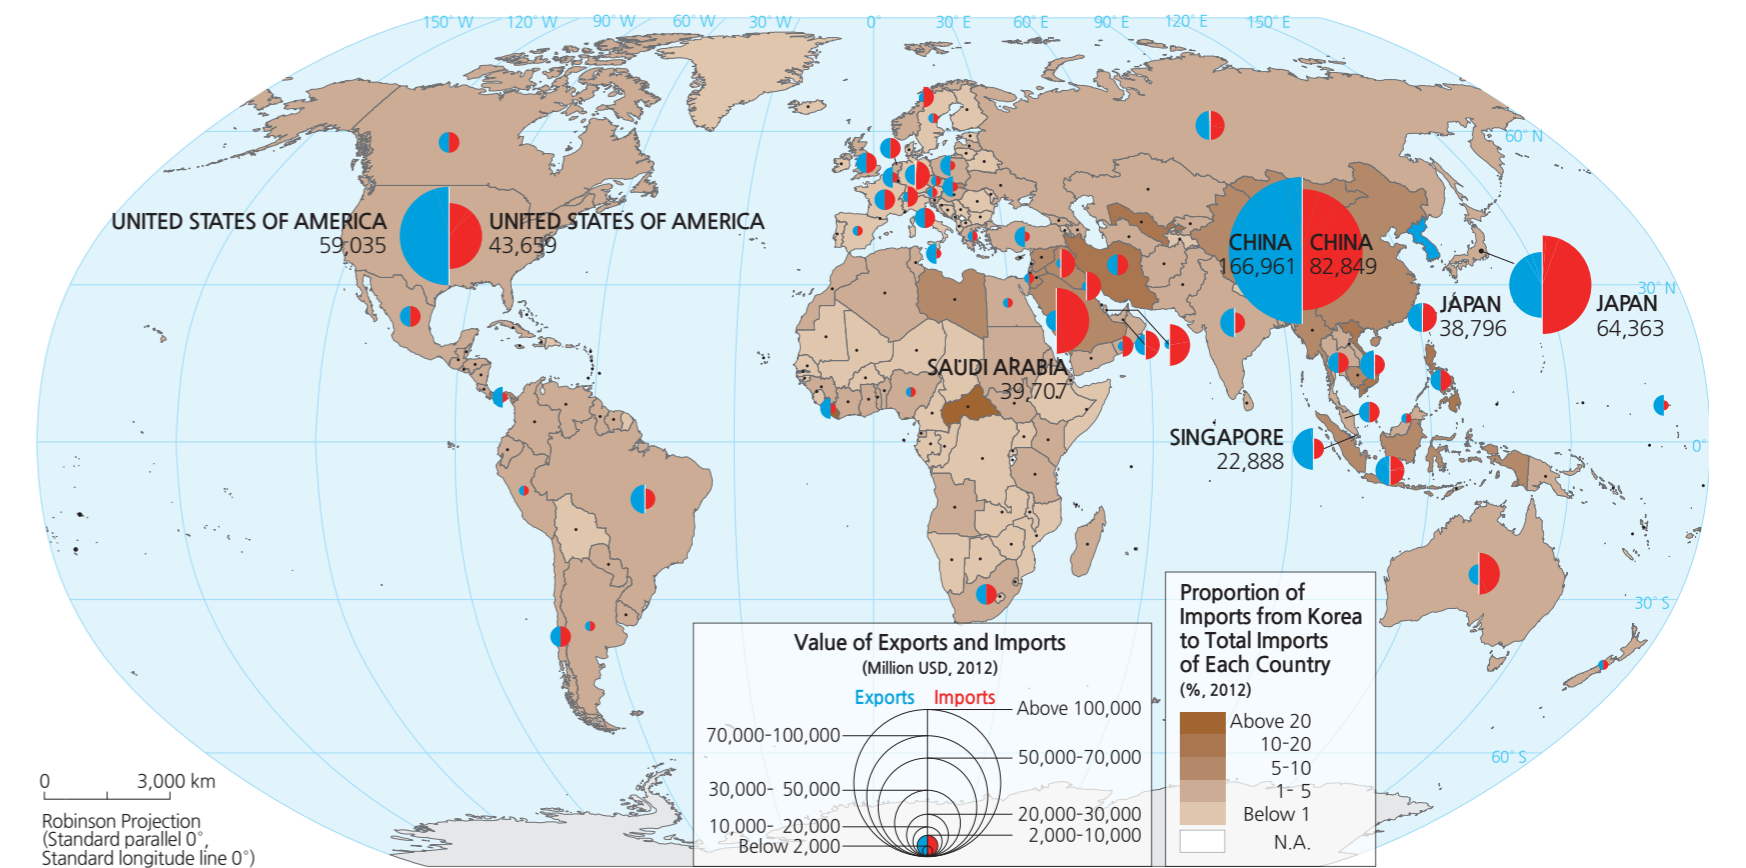 150° W
120° W
90° W
60° W
30° W
0°
30° E
60° E
90° E
120° E
150° E
60° N
UNITED STATES OF AMERICA
59,035
UNITED STATES OF AMERICA
43,659
CHINA
166,961
CHINA
82,849
30° N
JAPAN
38,796
JAPAN
64,363
SAUDI ARABIA
39,707
SINGAPORE
22,888
0°
30° S
60° S
Value of Exports and Imports
(Million USD, 2012)
Exports
Imports
Above 100,000
70,000-100,000
50,000-70,000
30,000- 50,000
20,000-30,000
10,000- 20,000
2,000-10,000
Below 2,000
Proportion of
Imports from Korea
to Total Imports
of Each Country
(%, 2012)
Above 20
10-20
5-10
1- 5
Below 1
N.A.
0
3,000 km
Robinson Projection
(Standard parallel 0°,
Standard longitude line 0°)